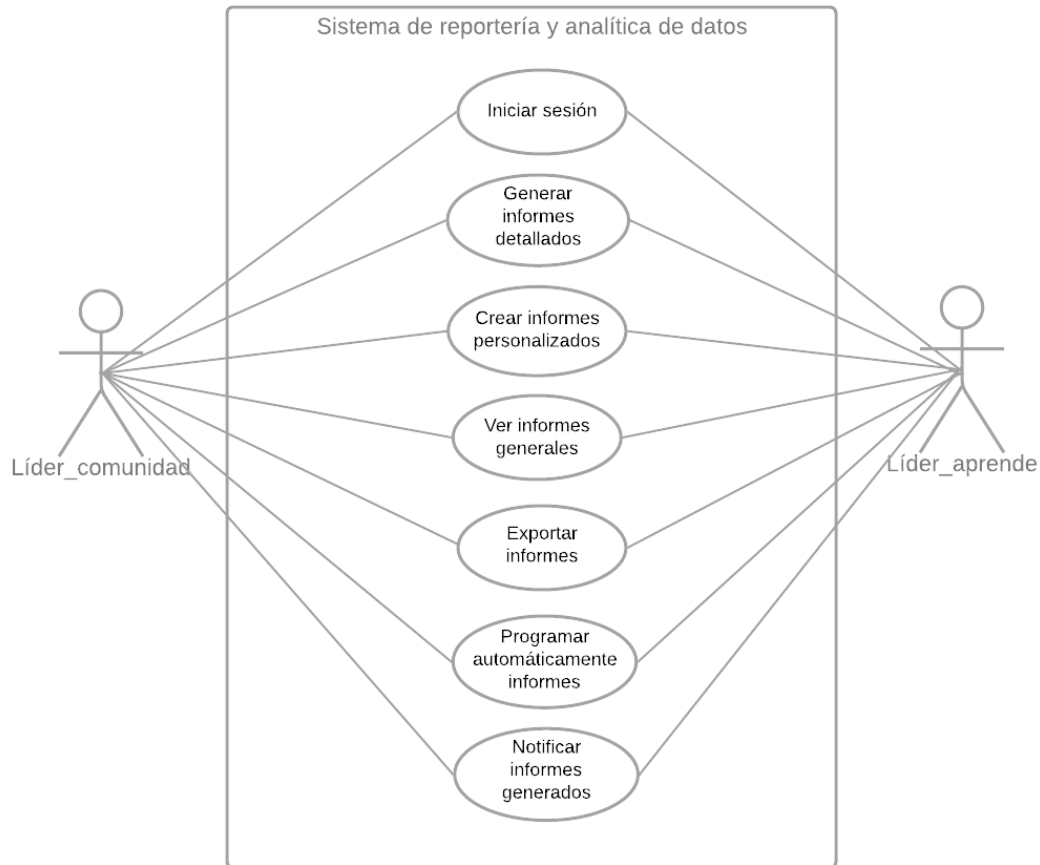 Sistema de reportería y analítica de datos
Iniciar sesión
Generar
informes
detallados
Crear informes
personalizados
Ver informes
generales
Líder_comunidad
Líder_aprende
Exportar
informes
Programar
automáticamente
informes
Notificar
informes
generados